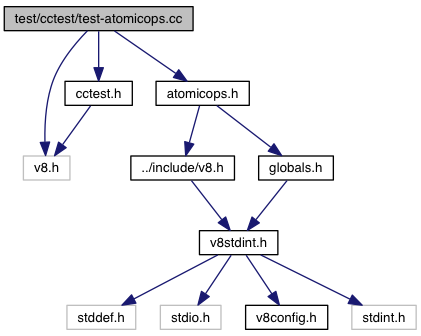 test/cctest/test-atomicops.cc
cctest.h
atomicops.h
v8.h
../include/v8.h
globals.h
v8stdint.h
stddef.h
stdio.h
v8config.h
stdint.h